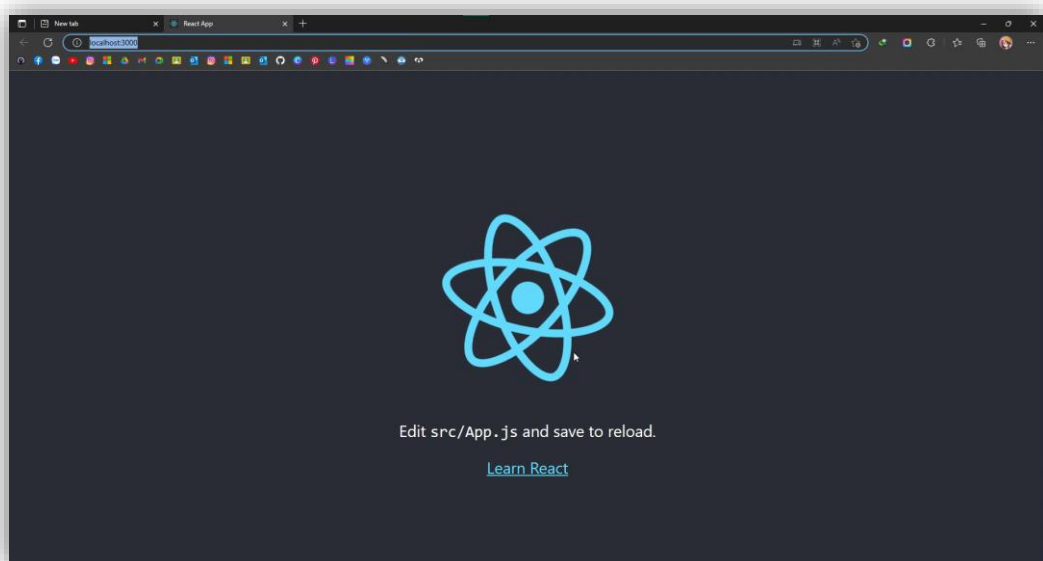 New tab
React App
localhost:3000
Edit src/App.js and save to reload.
Learn React